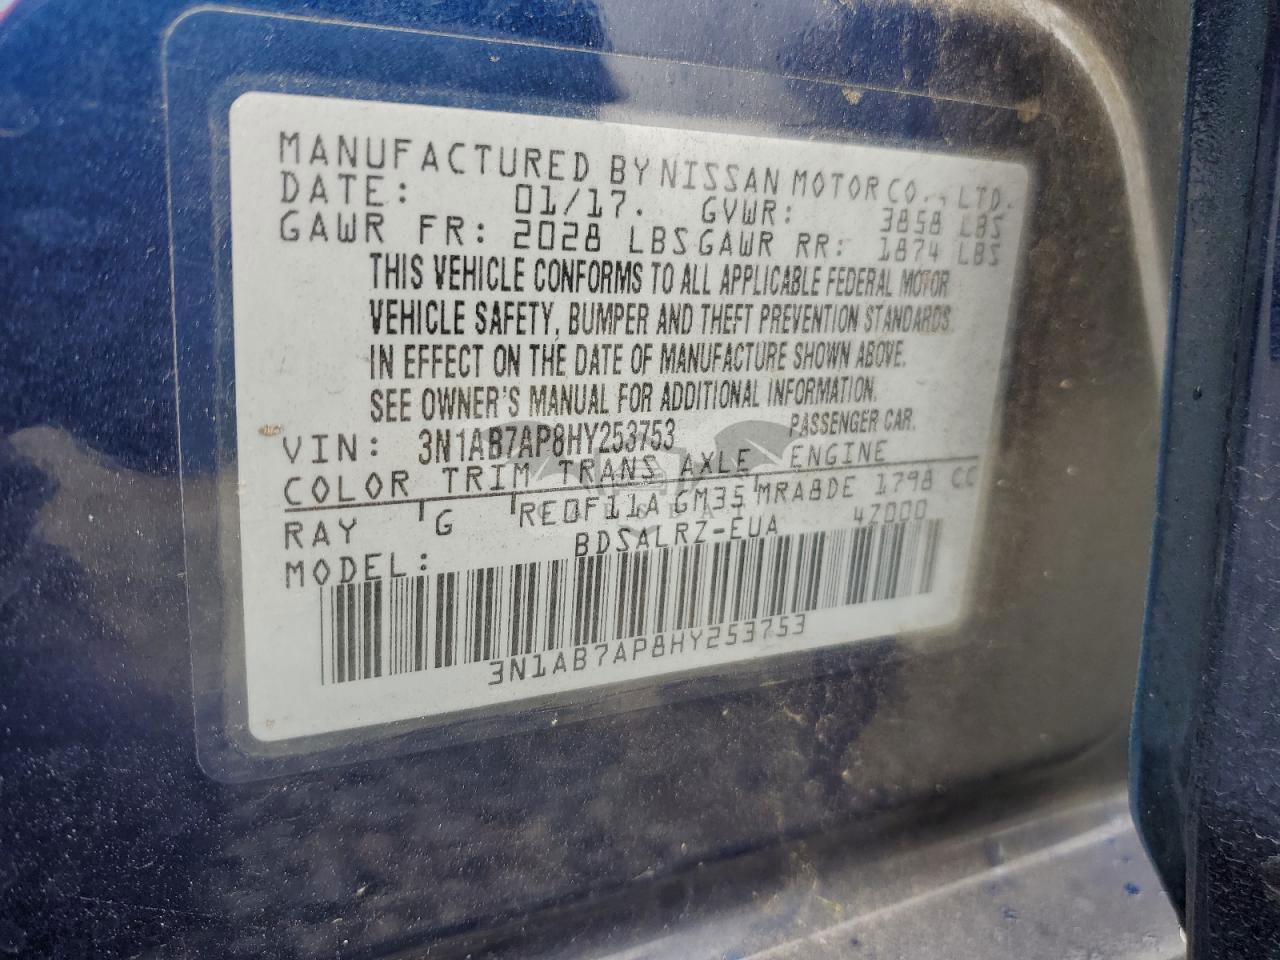 MANUFACTURED BY NISSAN MOTOR CO., LTD.
DATE: 01/17. GVWR: 3858 LBS
GAWR FR: 2028 LBS GAWR RR: 1874 LBS
THIS VEHICLE CONFORMS TO ALL APPLICABLE FEDERAL MOTOR
VEHICLE SAFETY, BUMPER AND THEFT PREVENTION STANDARDS
IN EFFECT ON THE DATE OF MANUFACTURE SHOWN ABOVE.
SEE OWNER'S MANUAL FOR ADDITIONAL INFORMATION.
VIN: 3N1AB7AP8HY253753 PASSENGER CAR.
COLOR TRIM TRANS AXLE ENGINE
RAY G RE0F11A GM35 MRA8DE 1798 CC
MODEL: BDSALRZ-EUA 4Z000
3N1AB7AP8HY253753